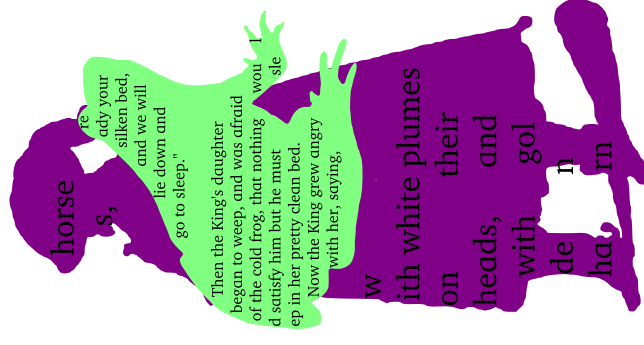 re
ady your
silken bed,
and we will
lie down and
go to sleep."
Then the King's daughter
began to weep, and was afraid
of the cold frog, that nothing wou l
d satisfy him but he must sle
ep in her pretty clean bed.
Now the King grew angry
with her, saying,
horse
s,
w
ith white plumes
on their
heads, and
with gol
de n
ha rn